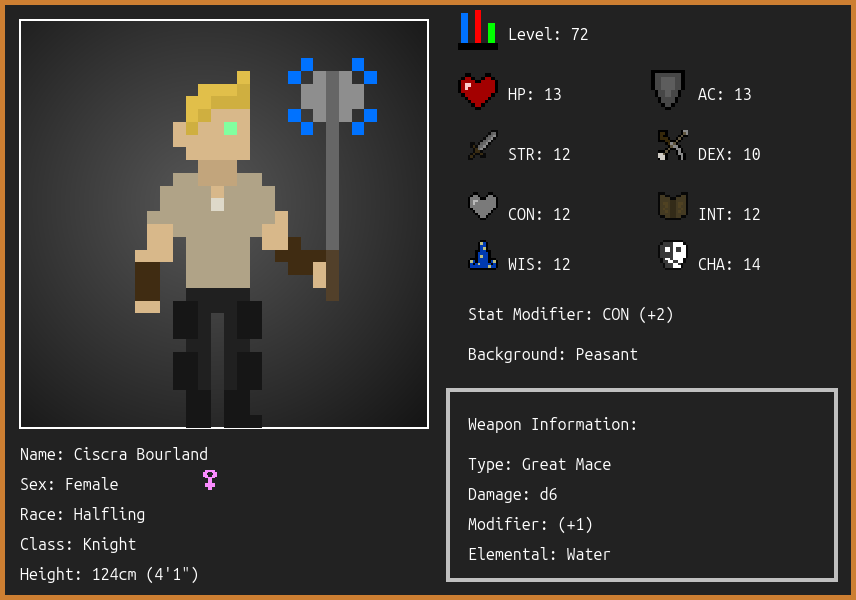 Level: 72
HP: 13
AC: 13
STR: 12
DEX: 10
CON: 12
INT: 12
WIS: 12
CHA: 14
Stat Modifier: CON (+2)
Background: Peasant
Weapon Information:
Type: Great Mace
Damage: d6
Modifier: (+1)
Elemental: Water
Name: Ciscra Bourland
Sex: Female
Race: Halfling
Class: Knight
Height: 124cm (4'1")